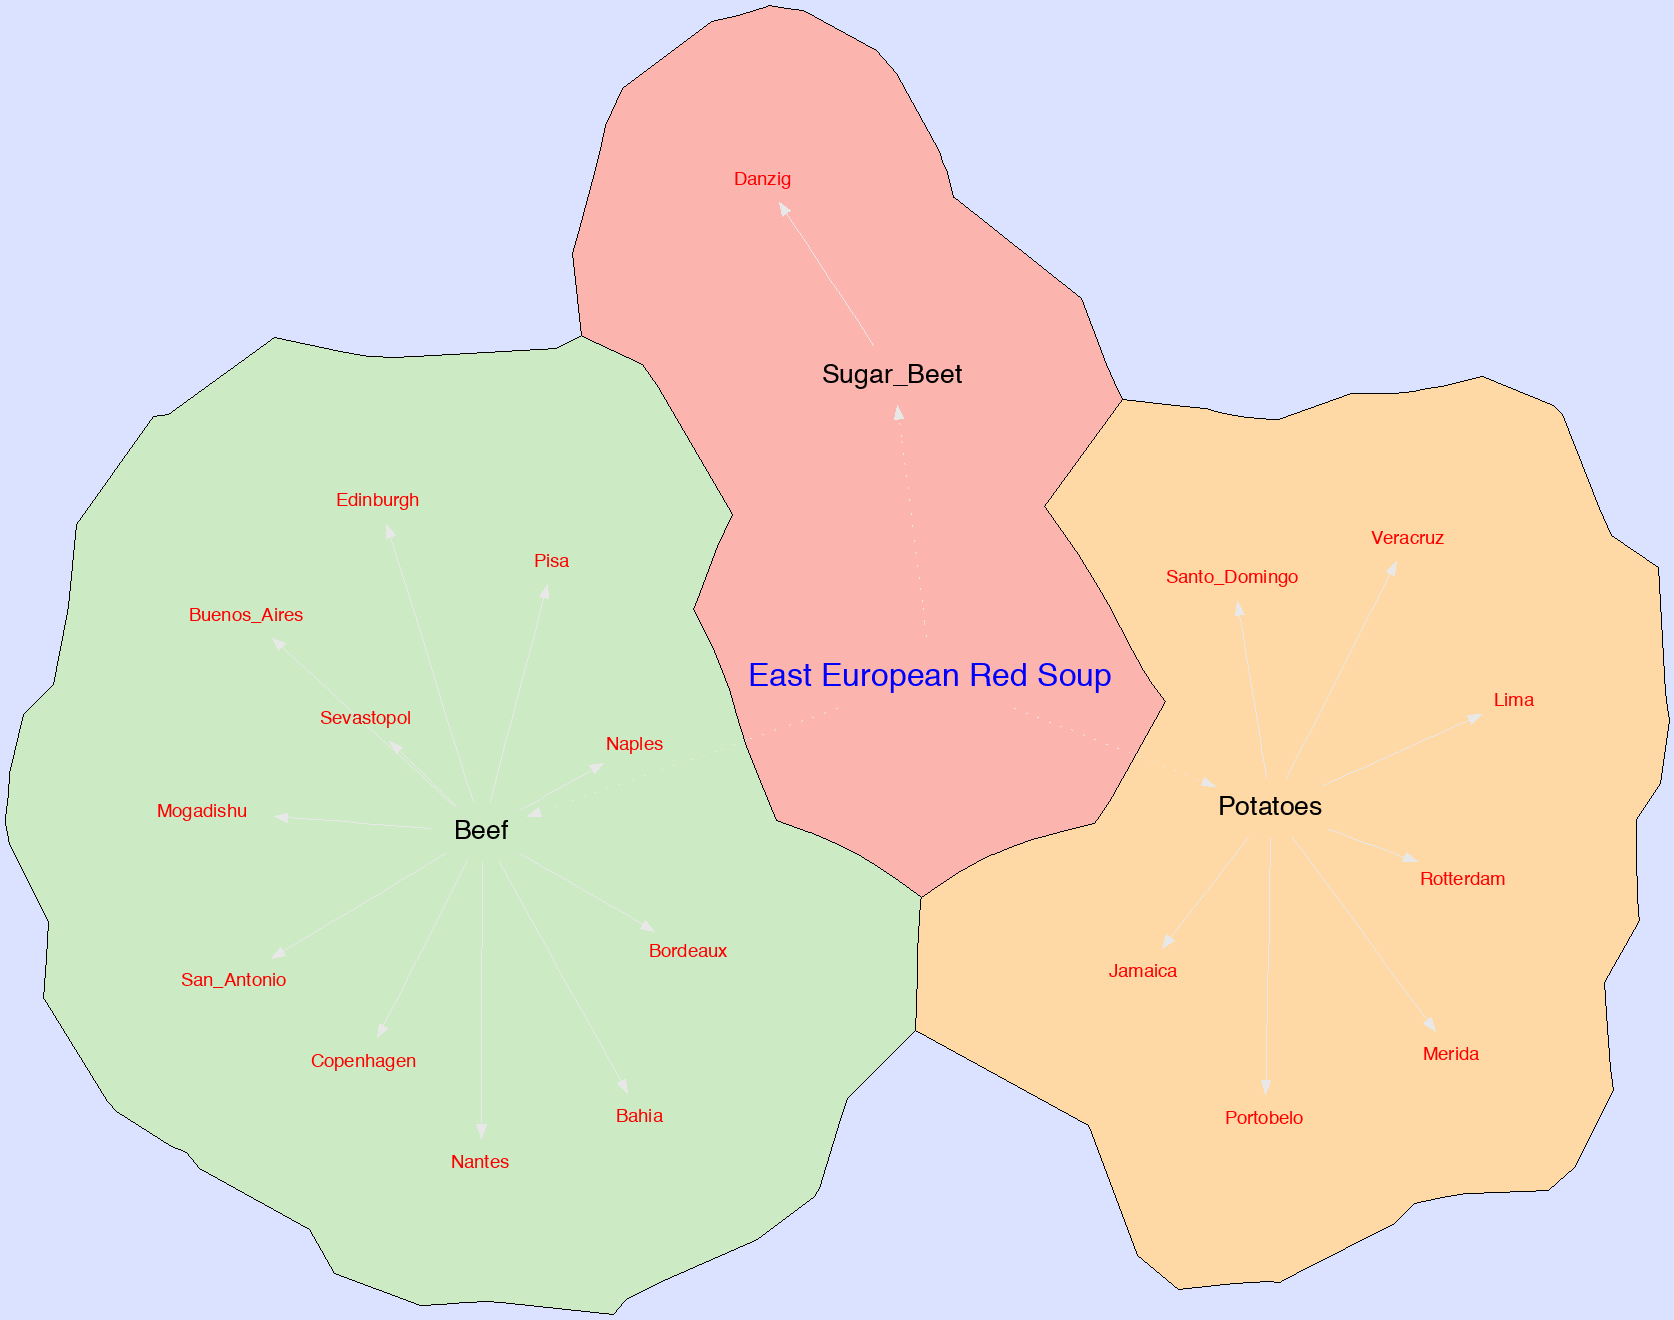 Danzig
Sugar_Beet
Edinburgh
Pisa
Buenos_Aires
Sevastopol
Naples
Mogadishu
Beef
San_Antonio
Bordeaux
Copenhagen
Bahia
Nantes
East European Red Soup
Veracruz
Santo_Domingo
Lima
Potatoes
Rotterdam
Jamaica
Merida
Portobelo